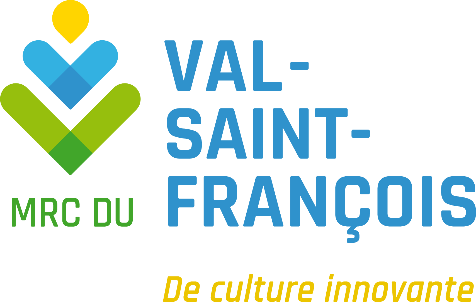 MRC DU
VAL-
SAINT-
FRANÇOIS
De culture innovante